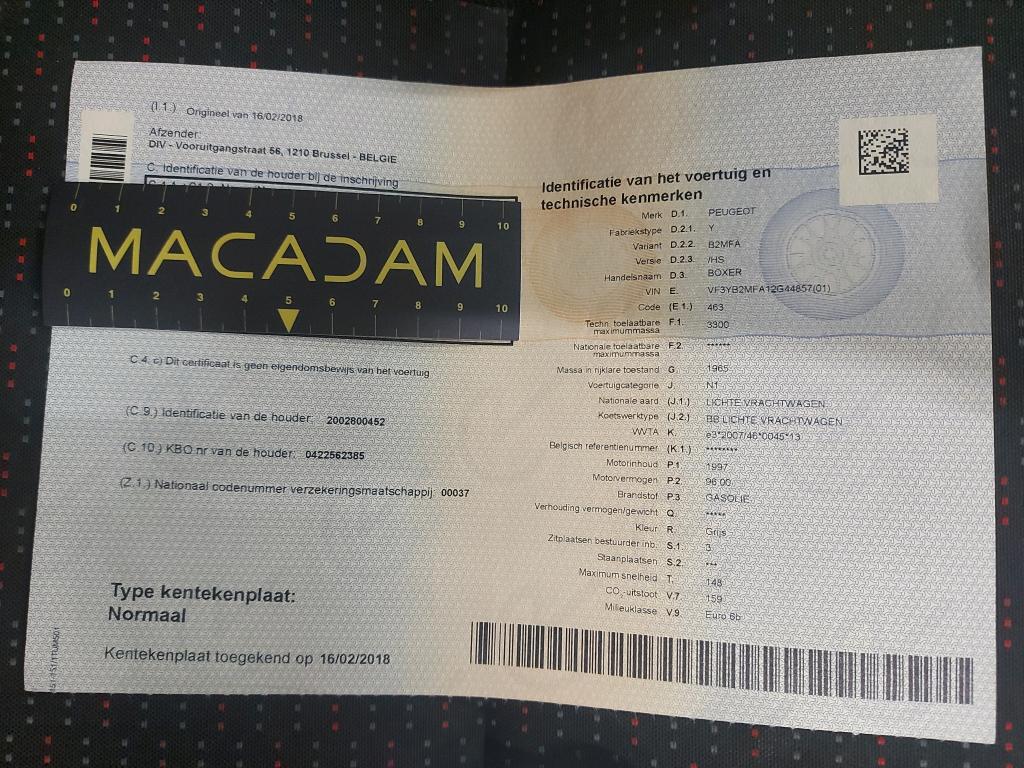 (I.1.) Origineel van 16/02/2018
Afzender:
DIV - Vooruitgangstraat 56, 1210 Brussel - BELGIE
C. Identificatie van de houder bij de inschrijving
0 1 2 3 4 5 6 7 8 9 10
MACADAM
0 1 2 3 4 5 6 7 8 9 10
C.4. c) Dit certificaat is geen eigendomsbewijs van het voertuig
(C.9.) Identificatie van de houder: 2002800452
(C.10.) KBO nr van de houder: 0422562385
(Z.1.) Nationaal codenummer verzekeringsmaatschappij: 00037
Type kentekenplaat:
Normaal
Kentekenplaat toegekend op 16/02/2018
Identificatie van het voertuig en
technische kenmerken
Merk D.1. PEUGEOT
Fabriekstype D.2.1. Y
Variant D.2.2. B2MFA
Versie D.2.3. /HS
Handelsnaam D.3. BOXER
VIN E. VF3YB2MFA12G44857(01)
Code (E.1.) 463
Techn. toelaatbare F.1. 3300
maximummassa
Nationale toelaatbare F.2. ******
maximummassa
Massa in rijklare toestand G. 1965
Voertuigcategorie J. N1
Nationale aard (J.1.) LICHTE VRACHTWAGEN
Koetswerktype (J.2.) BB LICHTE VRACHTWAGEN
WVTA K. e3*2007/46*0045*13
Belgisch referentienummer (K.1.) ********
Motorinhoud P.1. 1997
Motorvermogen P.2. 96.00
Brandstof P.3. GASOLIE
Verhouding vermogen/gewicht Q. *****
Kleur R. Grijs
Zitplaatsen bestuurder inb. S.1. 3
Staanplaatsen S.2. ***
Maximum snelheid T. 148
CO2-uitstoot V.7. 159
Milieuklasse V.9. Euro 6b